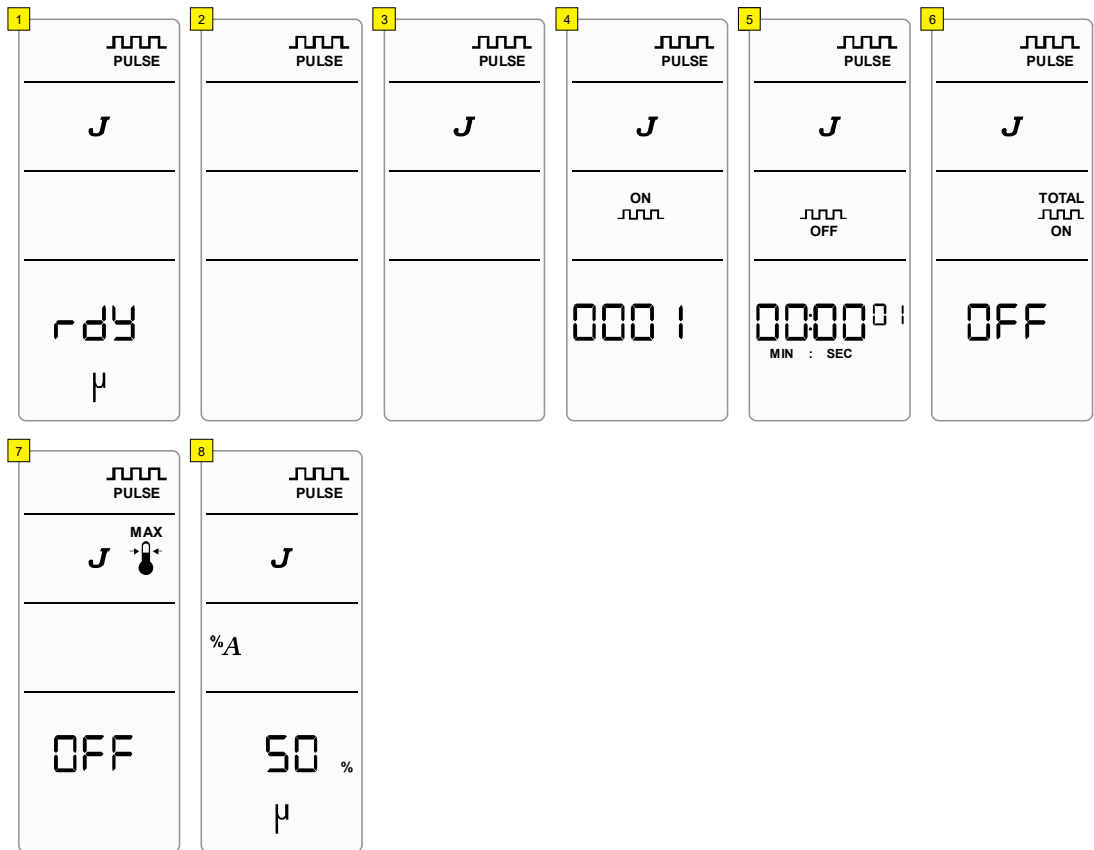 1
PULSE
J
rdy
µ
2
PULSE
3
PULSE
J
4
PULSE
J
ON
0001
5
PULSE
J
OFF
00:00 01
MIN : SEC
6
PULSE
J
TOTAL
ON
OFF
7
PULSE
MAX
J
OFF
8
PULSE
J
%A
50 %
µ